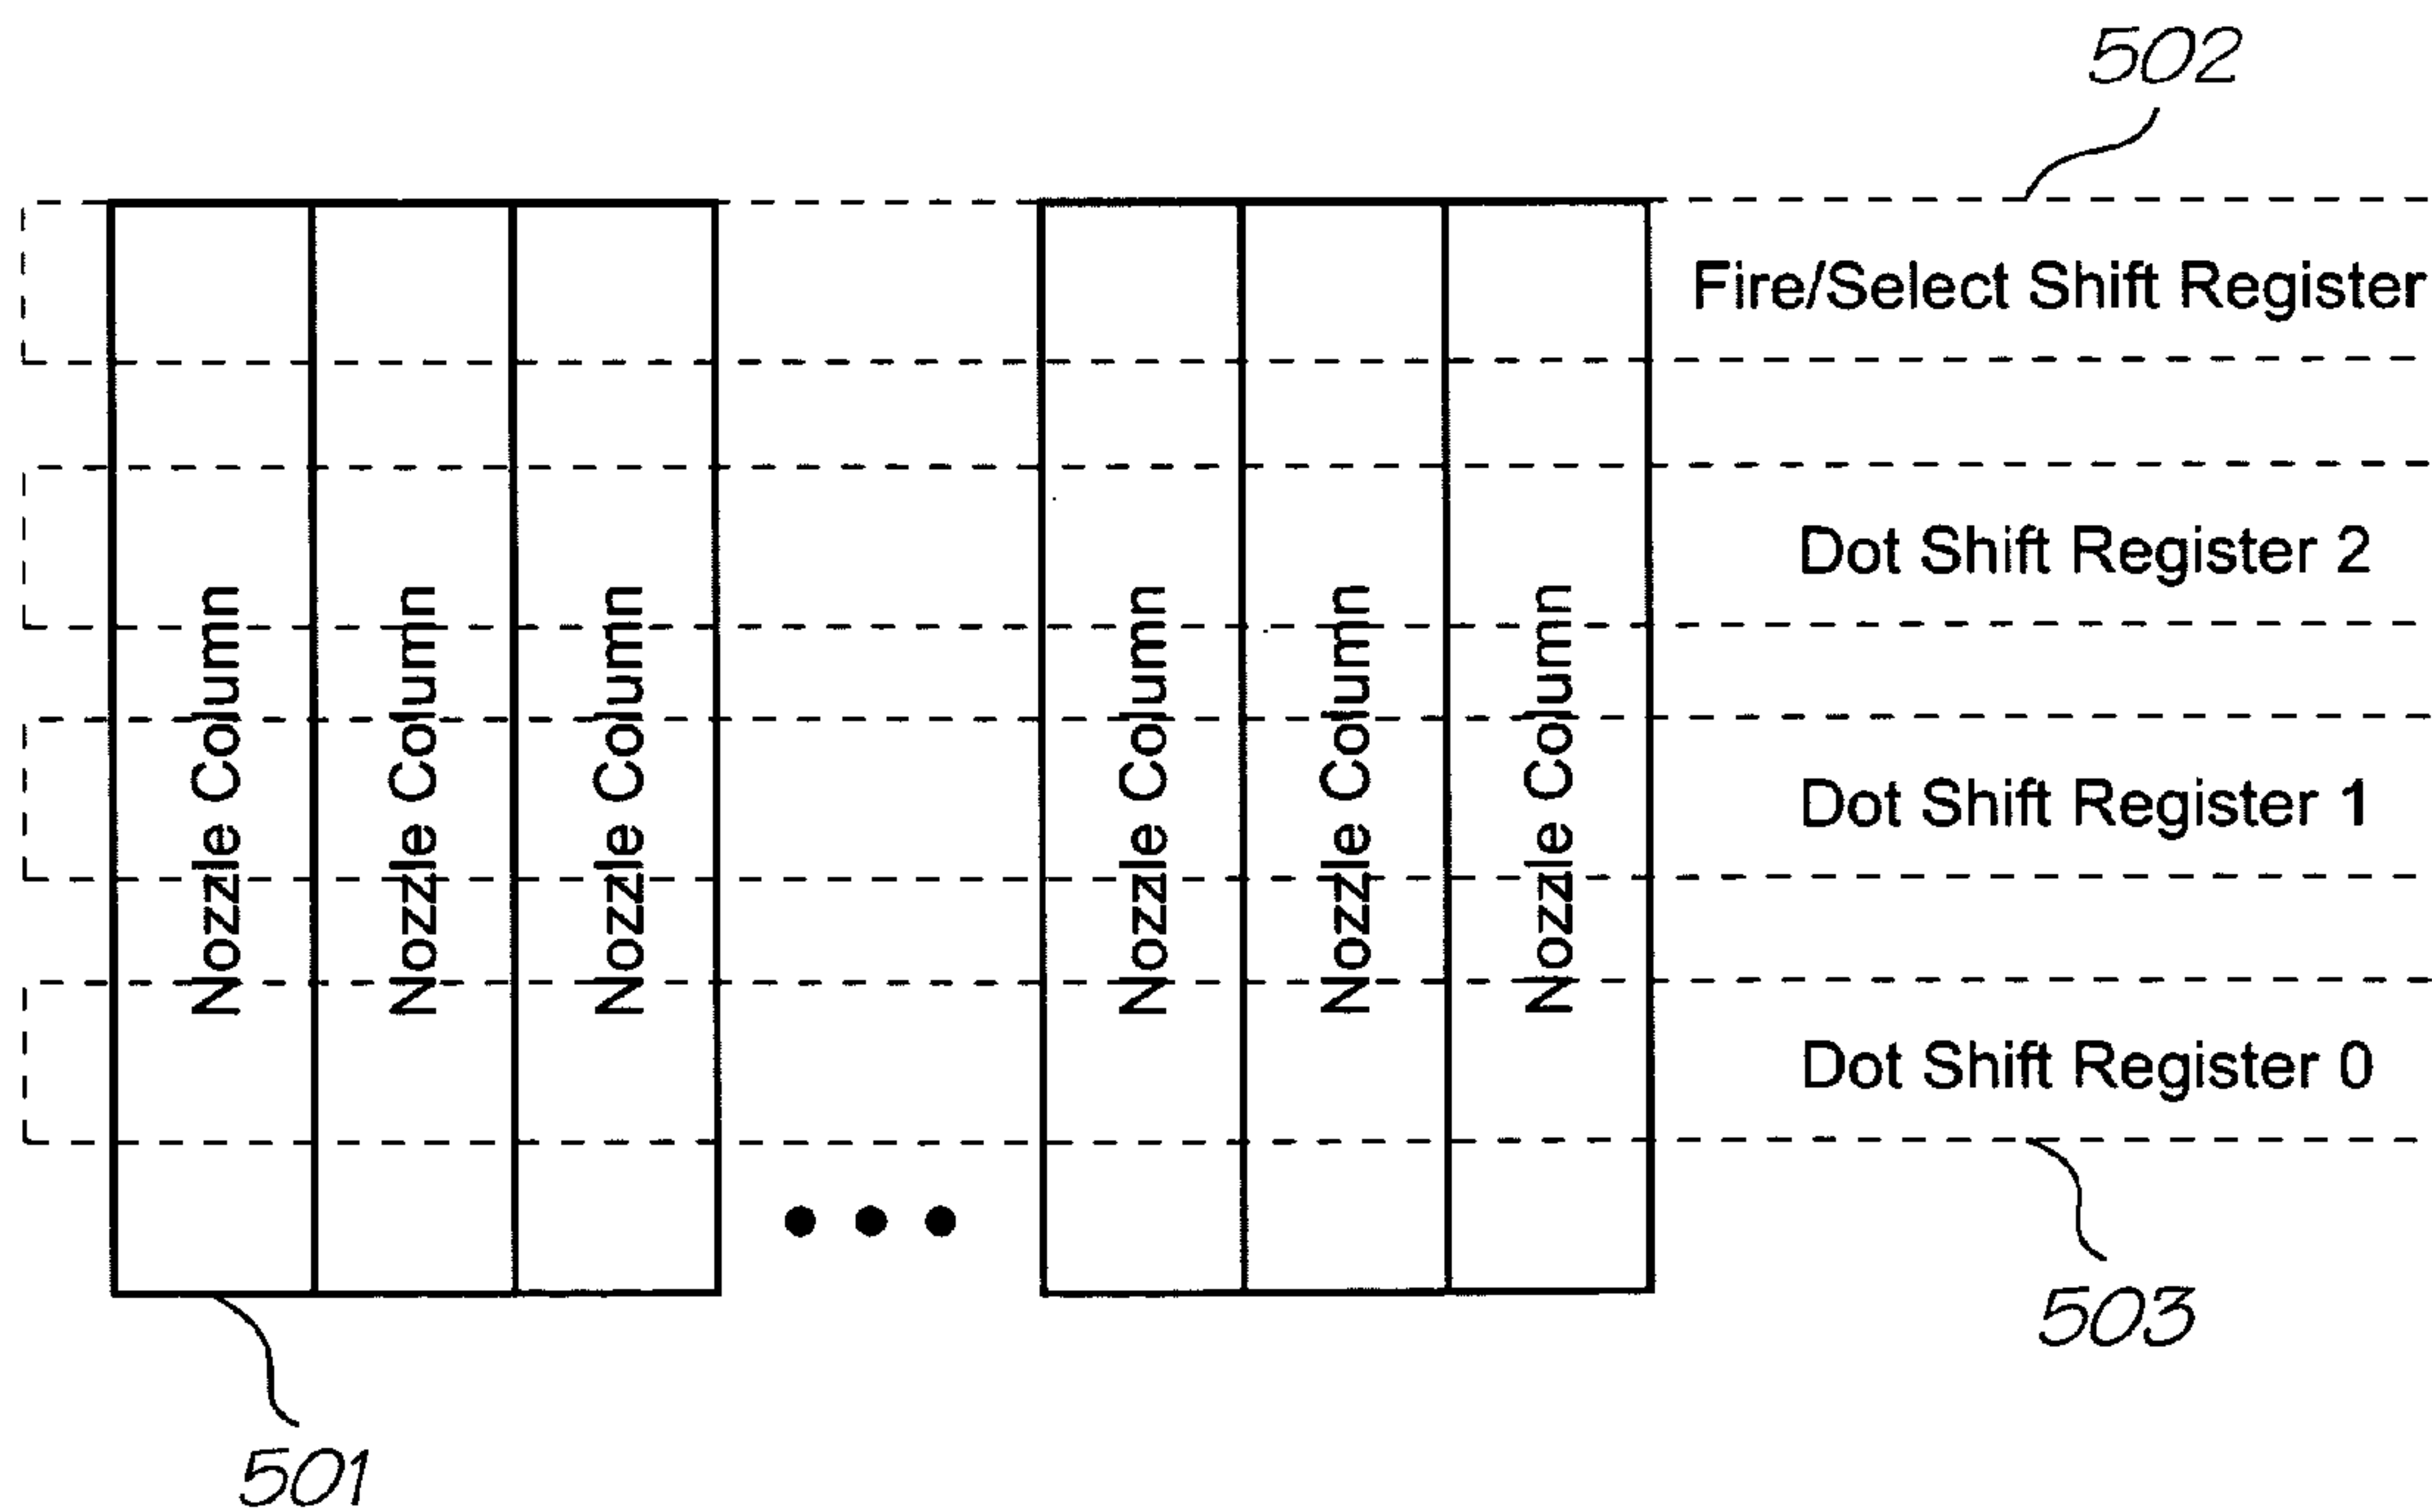 502
Fire/Select Shift Register
Dot Shift Register 2
Nozzle Column
Nozzle Column
Nozzle Column
Nozzle Column
Nozzle Column
Nozzle Column
Dot Shift Register 1
Dot Shift Register 0
503
501